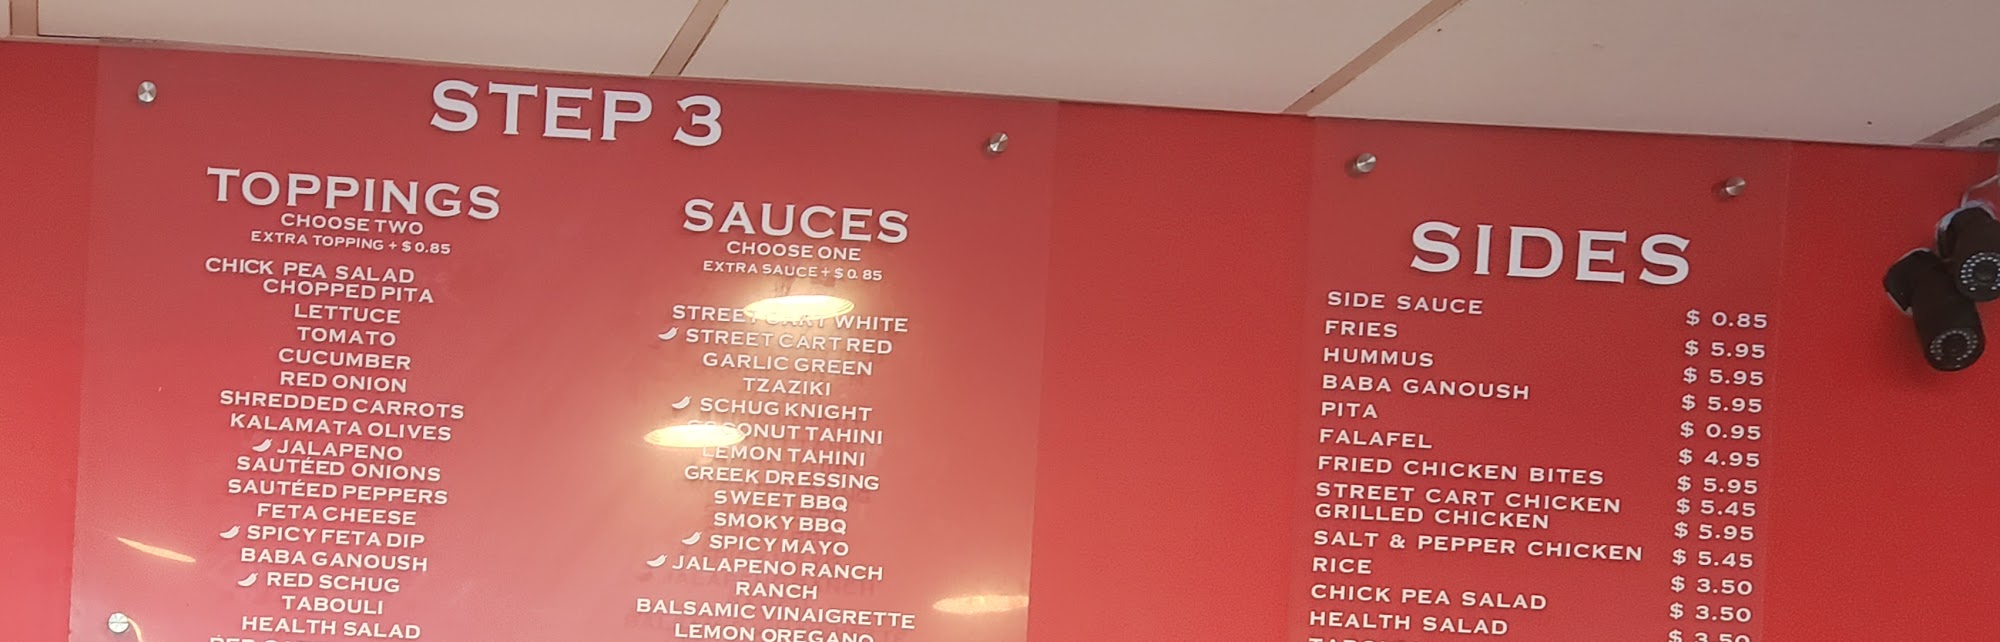 STEP 3
TOPPINGS
CHOOSE TWO
EXTRA TOPPING + $ 0.85
CHICK PEA SALAD
CHOPPED PITA
LETTUCE
TOMATO
CUCUMBER
RED ONION
SHREDDED CARROTS
KALAMATA OLIVES
JALAPENO
SAUTÉED ONIONS
SAUTÉED PEPPERS
FETA CHEESE
SPICY FETA DIP
BABA GANOUSH
RED SCHUG
TABOULI
HEALTH SALAD
SAUCES
CHOOSE ONE
EXTRA SAUCE + $ 0.85
STREET CART WHITE
STREET CART RED
GARLIC GREEN
TZAZIKI
SCHUG KNIGHT
COCONUT TAHINI
LEMON TAHINI
GREEK DRESSING
SWEET BBQ
SMOKY BBQ
SPICY MAYO
JALAPENO RANCH
RANCH
BALSAMIC VINAIGRETTE
LEMON OREGANO
SIDES
SIDE SAUCE $ 0.85
FRIES $ 5.95
HUMMUS $ 5.95
BABA GANOUSH $ 5.95
PITA $ 0.95
FALAFEL $ 4.95
FRIED CHICKEN BITES $ 5.95
STREET CART CHICKEN $ 5.45
GRILLED CHICKEN $ 5.95
SALT & PEPPER CHICKEN $ 5.45
RICE $ 3.50
CHICK PEA SALAD $ 3.50
HEALTH SALAD $ 3.50